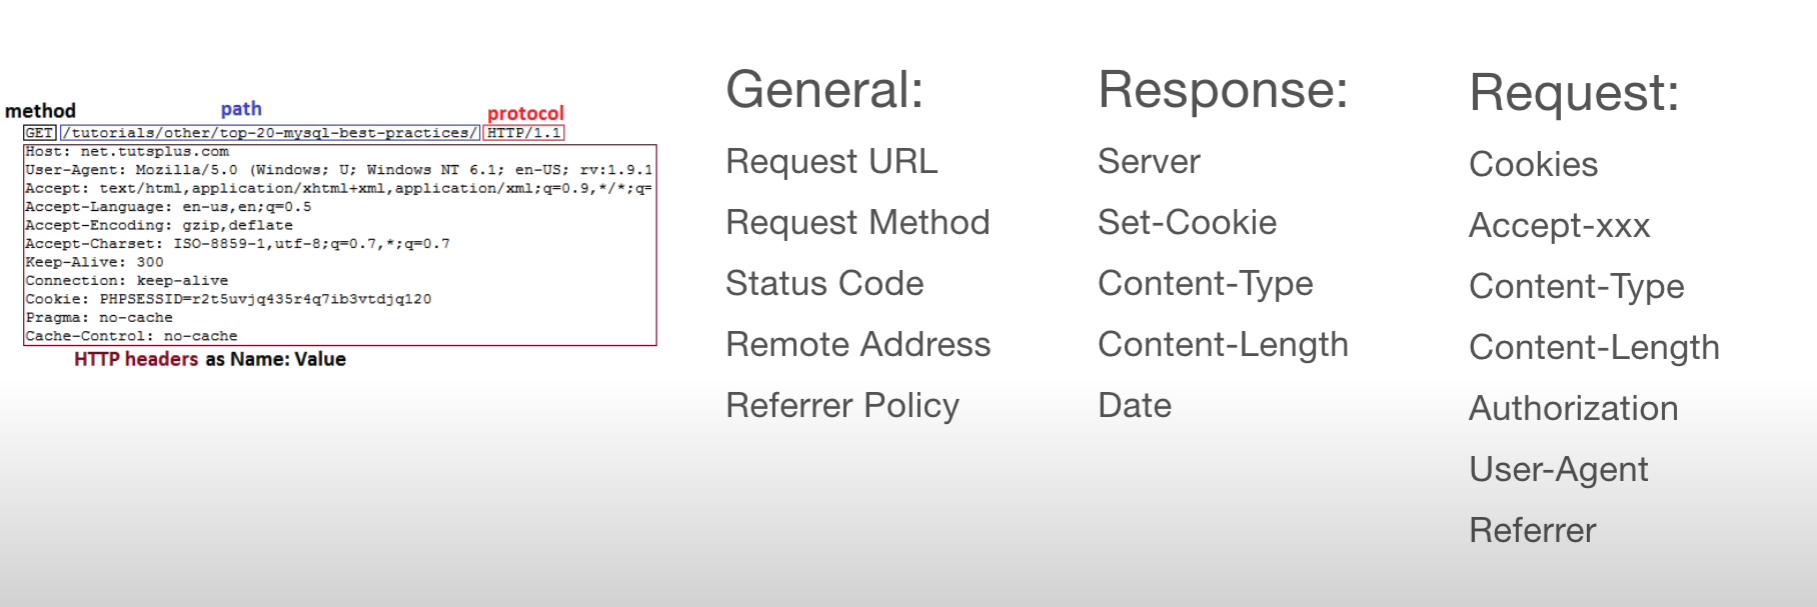 method path protocol
GET /tutorials/other/top-20-mysql-best-practices/ HTTP/1.1
Host: net.tutsplus.com
User-Agent: Mozilla/5.0 (Windows; U; Windows NT 6.1; en-US; rv:1.9.1
Accept: text/html,application/xhtml+xml,application/xml;q=0.9,*/*;q=
Accept-Language: en-us,en;q=0.5
Accept-Encoding: gzip,deflate
Accept-Charset: ISO-8859-1,utf-8;q=0.7,*;q=0.7
Keep-Alive: 300
Connection: keep-alive
Cookie: PHPSESSID=r2t5uvjq435r4q7ib3vtdjq120
Pragma: no-cache
Cache-Control: no-cache
HTTP headers as Name: Value
General:
Request URL
Request Method
Status Code
Remote Address
Referrer Policy
Response:
Server
Set-Cookie
Content-Type
Content-Length
Date
Request:
Cookies
Accept-xxx
Content-Type
Content-Length
Authorization
User-Agent
Referrer